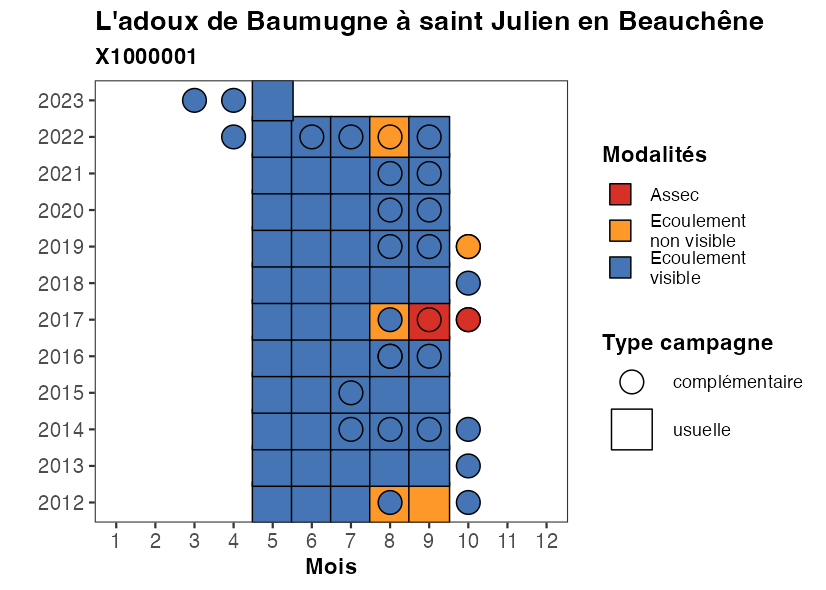 L'adoux de Baumugne à saint Julien en Beauchêne
X1000001
2023
2022
2021
2020
2019
2018
2017
2016
2015
2014
2013
2012
1 2 3 4 5 6 7 8 9 10 11 12
Mois
Modalités
Assec
Ecoulement
non visible
Ecoulement
visible
Type campagne
complémentaire
usuelle